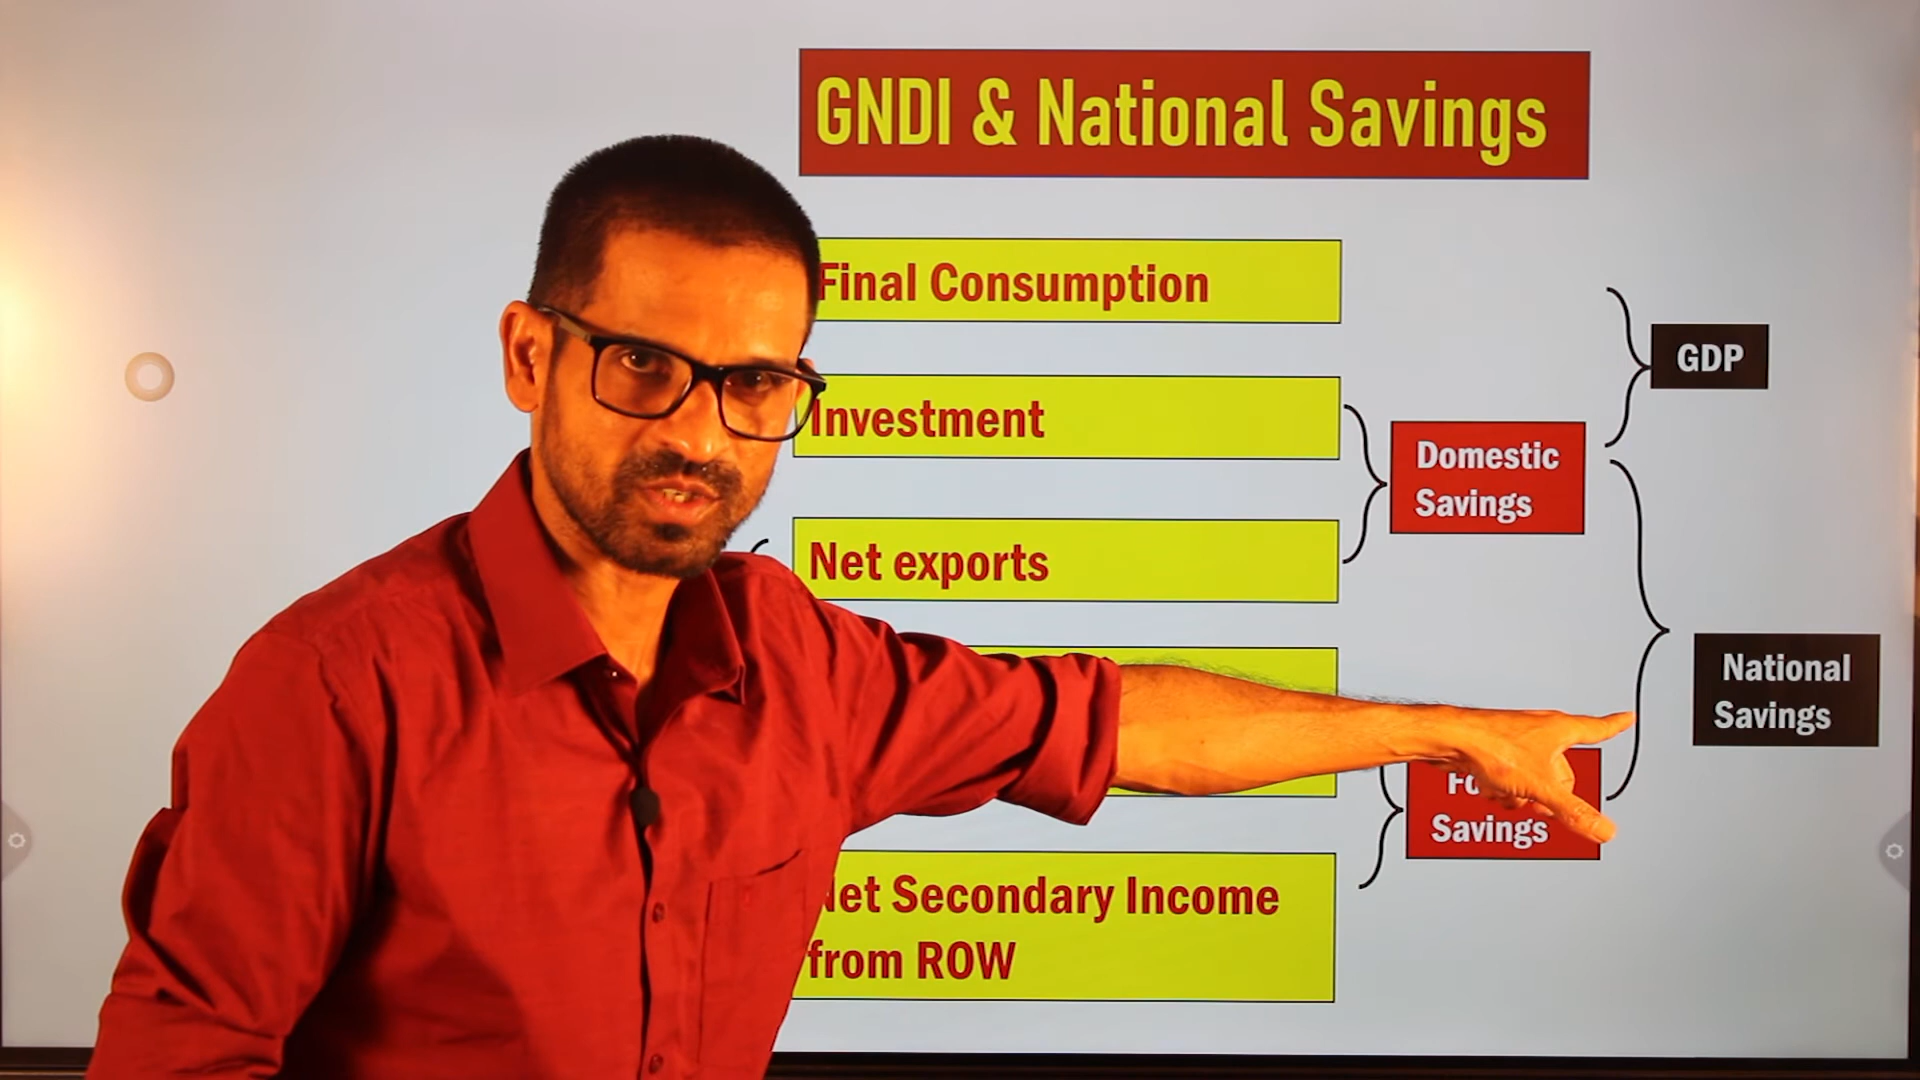 GNDI & National Savings
Final Consumption
GDP
Investment
Domestic
Savings
Net exports
National
Savings
Savings
Net Secondary Income
from ROW